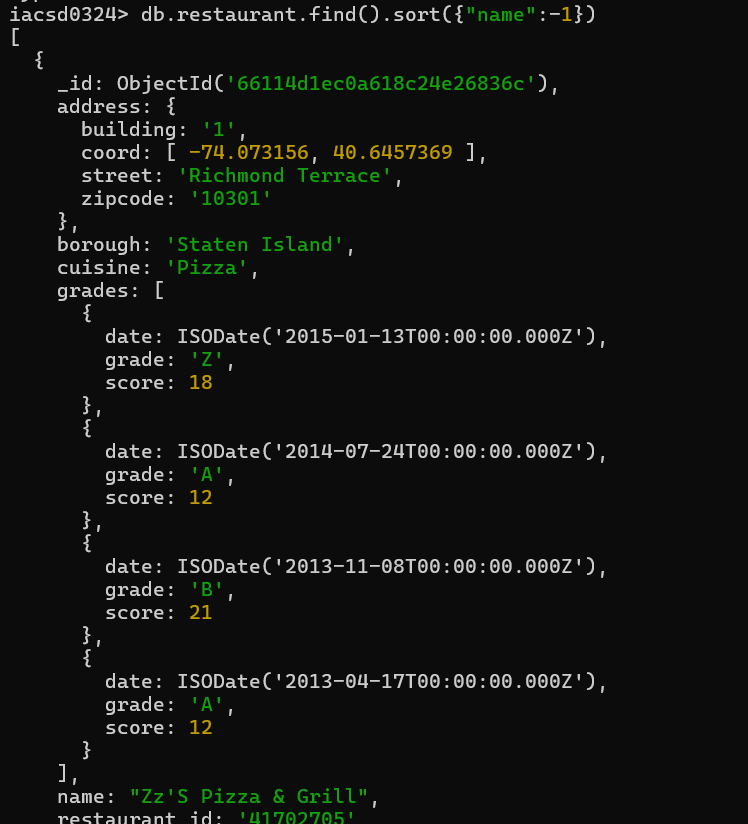 iacsd0324> db.restaurant.find().sort({"name":-1})
[
  {
    _id: ObjectId('66114d1ec0a618c24e26836c'),
    address: {
      building: '1',
      coord: [ -74.073156, 40.6457369 ],
      street: 'Richmond Terrace',
      zipcode: '10301'
    },
    borough: 'Staten Island',
    cuisine: 'Pizza',
    grades: [
      {
        date: ISODate('2015-01-13T00:00:00.000Z'),
        grade: 'Z',
        score: 18
      },
      {
        date: ISODate('2014-07-24T00:00:00.000Z'),
        grade: 'A',
        score: 12
      },
      {
        date: ISODate('2013-11-08T00:00:00.000Z'),
        grade: 'B',
        score: 21
      },
      {
        date: ISODate('2013-04-17T00:00:00.000Z'),
        grade: 'A',
        score: 12
      }
    ],
    name: "Zz'S Pizza & Grill",
    restaurant_id: '41702705'